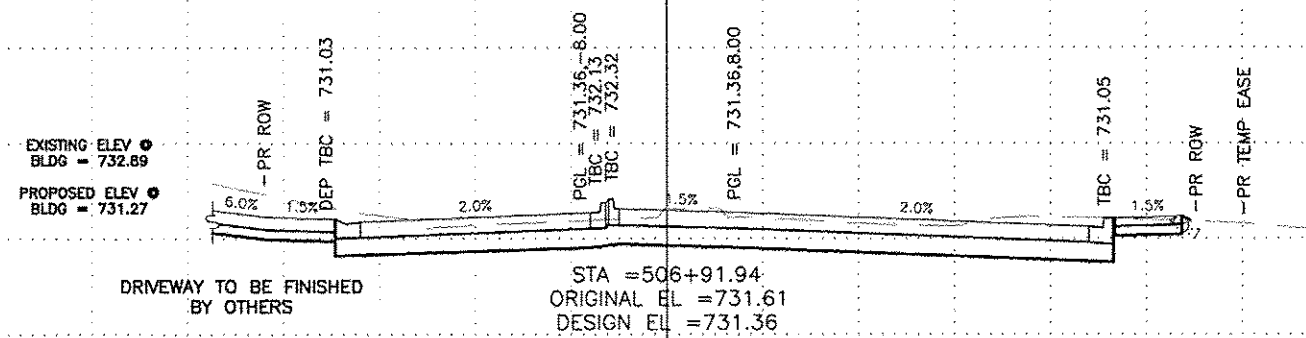 EXISTING ELEV @
BLDG = 732.89
PROPOSED ELEV @
BLDG = 731.27
-PR ROW
DEP TBC = 731.03
PGL = 731.36,-8.00
TBC = 732.13
TBC = 732.32
PGL = 731.36,8.00
TBC = 731.05
-PR ROW
-PR TEMP EASE
6.0%
1.5%
2.0%
1.5%
2.0%
1.5%
DRIVEWAY TO BE FINISHED
BY OTHERS
STA =506+91.94
ORIGINAL EL =731.61
DESIGN EL =731.36